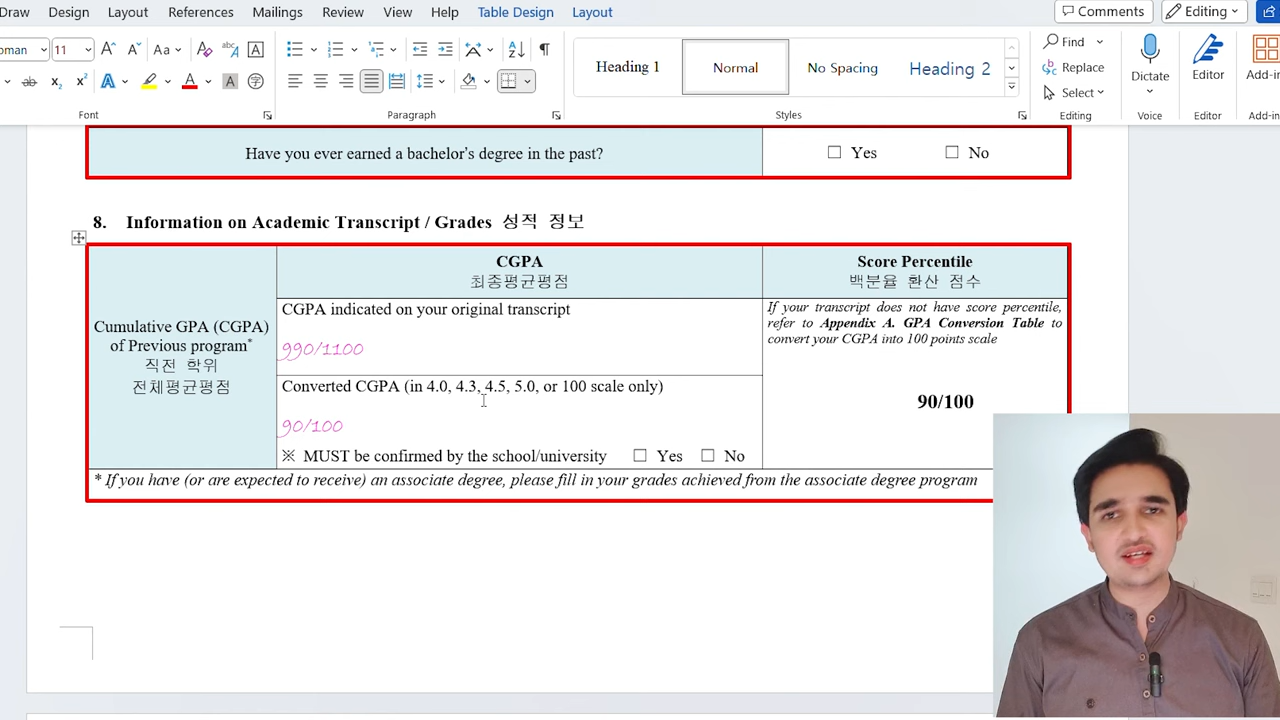 Draw Design Layout References Mailings Review View Help Table Design Layout Comments Editing
oman 11 Aa A
Find
Replace
Select
Heading 1 Normal No Spacing Heading 2
Dictate Editor Add-in
Font Paragraph Styles Editing Voice Editor Add-in
Have you ever earned a bachelor's degree in the past? ☐ Yes ☐ No
8. Information on Academic Transcript / Grades 성적 정보
CGPA
최종평균평점
Score Percentile
백분율 환산 점수
Cumulative GPA (CGPA)
of Previous program*
직전 학위
전체평균평점
CGPA indicated on your original transcript
990/1100
Converted CGPA (in 4.0, 4.3, 4.5, 5.0, or 100 scale only)
90/100
※ MUST be confirmed by the school/university ☐ Yes ☐ No
If your transcript does not have score percentile,
refer to Appendix A. GPA Conversion Table to
convert your CGPA into 100 points scale
90/100
* If you have (or are expected to receive) an associate degree, please fill in your grades achieved from the associate degree program